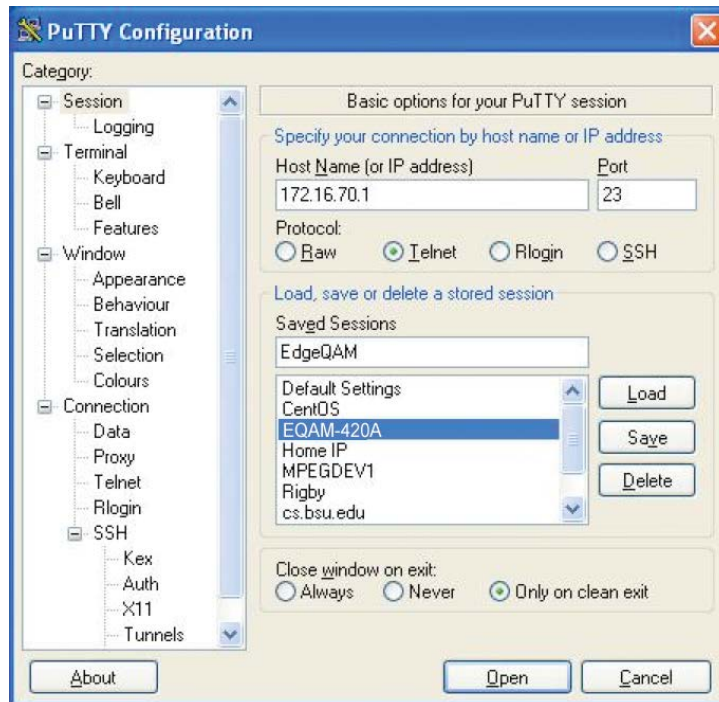 PuTTY Configuration
Category:
Session
Logging
Terminal
Keyboard
Bell
Features
Window
Appearance
Behaviour
Translation
Selection
Colours
Connection
Data
Proxy
Telnet
Rlogin
SSH
Kex
Auth
X11
Tunnels
Basic options for your PuTTY session
Specify your connection by host name or IP address
Host Name (or IP address) Port
172.16.70.1 23
Protocol:
Raw Telnet Rlogin SSH
Load, save or delete a stored session
Saved Sessions
EdgeQAM
Default Settings
CentOS
EQAM-420A
Home IP
MPEGDEV1
Rigby
cs.bsu.edu
Load
Save
Delete
Close window on exit:
Always Never Only on clean exit
About Open Cancel